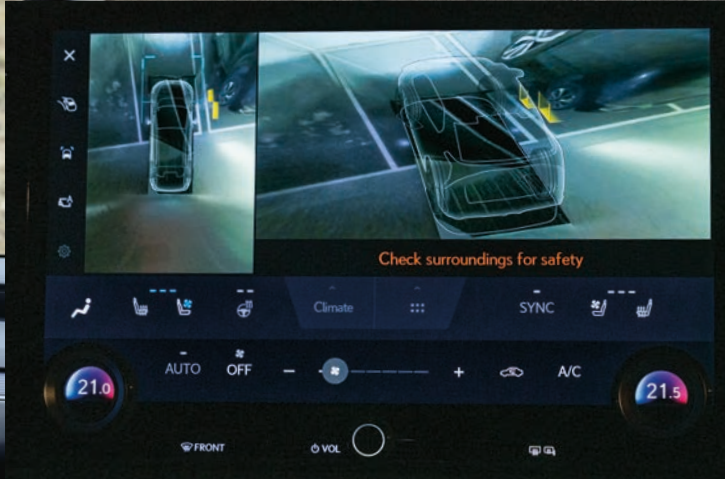 Check surroundings for safety
Climate
SYNC
AUTO
OFF
A/C
21.0
21.5
FRONT
VOL